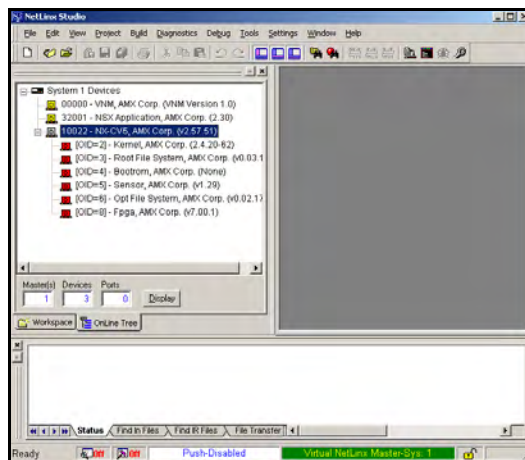 NetLinx Studio
File Edit View Project Build Diagnostics Debug Tools Settings Window Help
System 1 Devices
00000 - VNM, AMX Corp. (VNM Version 1.0)
32001 - NSX Application, AMX Corp. (2.30)
10022 - NX-CV5, AMX Corp. (v2.57.51)
[OID=2] - Kernel, AMX Corp. (2.4.20-62)
[OID=3] - Root File System, AMX Corp. (v0.03.1
[OID=4] - Bootrom, AMX Corp. (None)
[OID=5] - Sensor, AMX Corp. (v1.29)
[OID=6] - Opt File System, AMX Corp. (v0.02.1)
[OID=8] - Fpga, AMX Corp. (v7.00.1)
Master(s) Devices Ports
1 3 0 Display
Workspace OnLine Tree
Status Find In Files Find IR Files File Transfer
Ready Off Off Push-Disabled Virtual NetLinx Master-Sys: 1